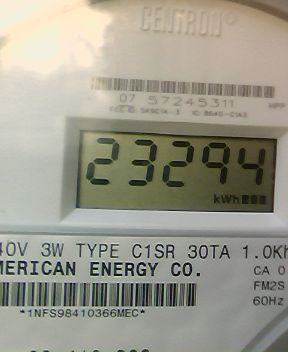 CENTRON®
07 57245311
23294
kWh
40V 3W TYPE C1SR 30TA 1.0Kh
MERICAN ENERGY CO.
CA 0
FM2S
60Hz
*1NFS98410366MEC*